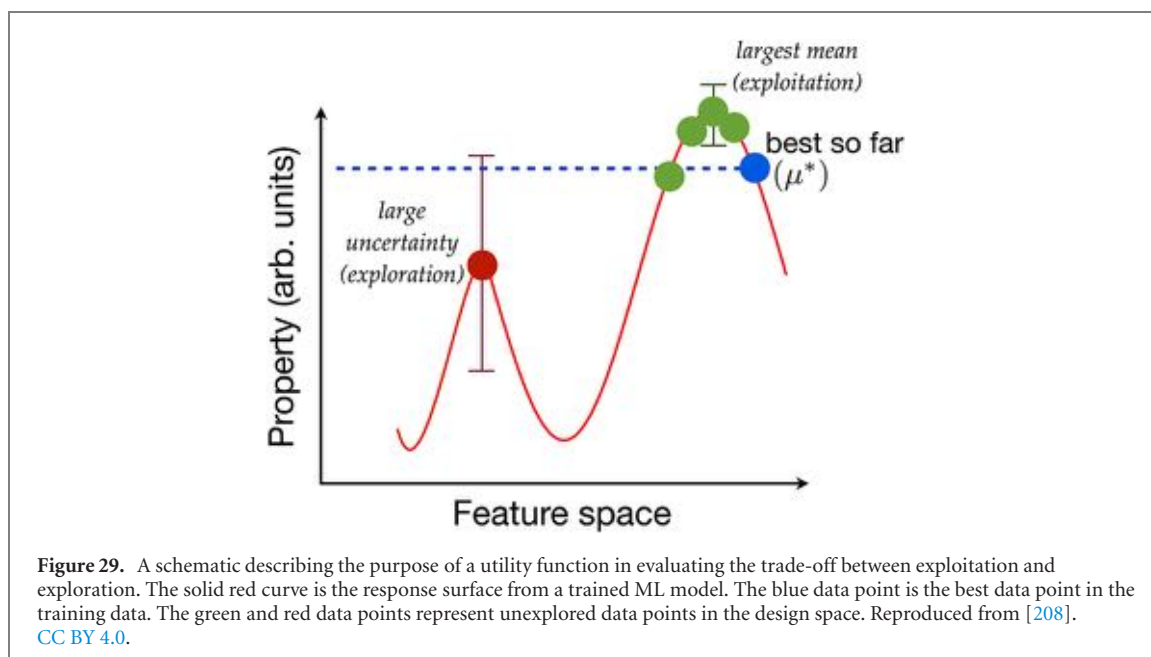 largest mean
(exploitation)
best so far
(μ*)
large
uncertainty
(exploration)
Property (arb. units)
Feature space
Figure 29. A schematic describing the purpose of a utility function in evaluating the trade-off between exploitation and
exploration. The solid red curve is the response surface from a trained ML model. The blue data point is the best data point in the
training data. The green and red data points represent unexplored data points in the design space. Reproduced from [208].
CC BY 4.0.